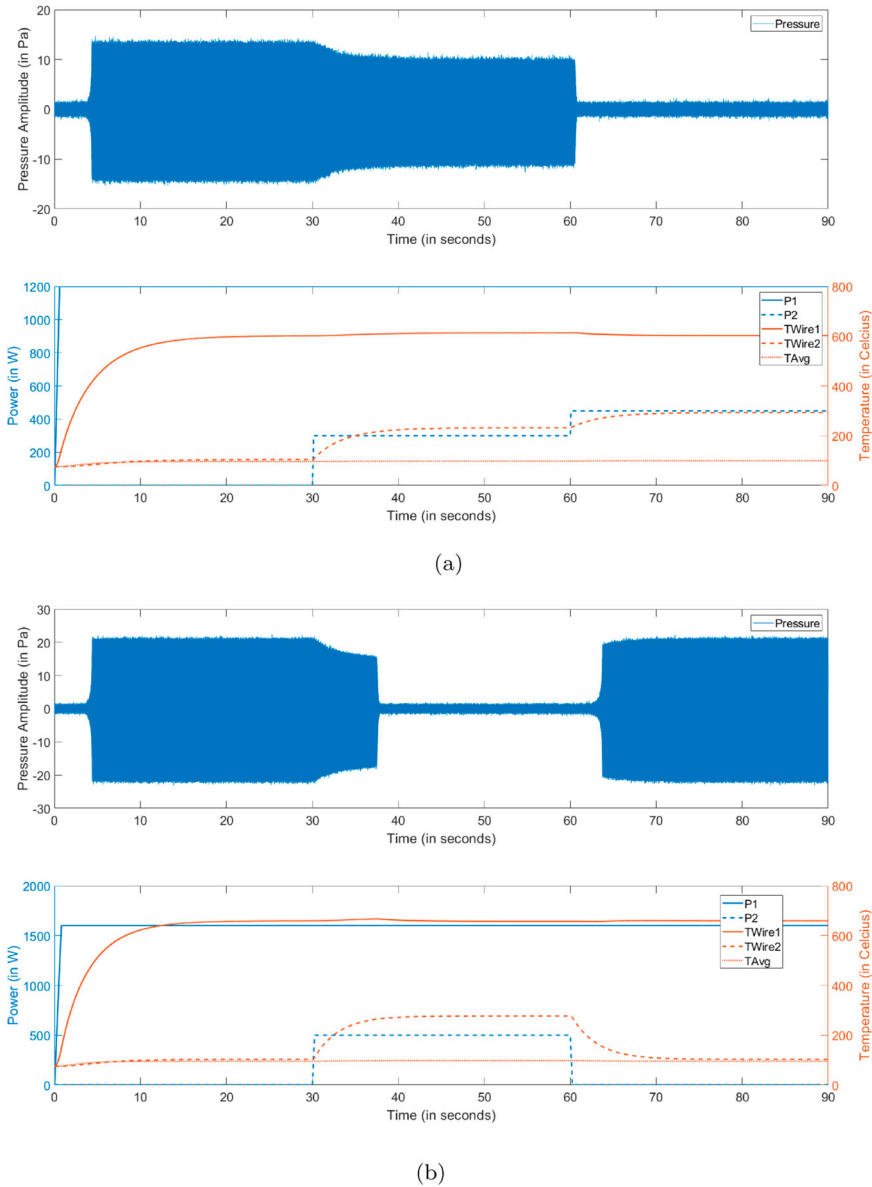 20
10
0
-10
-20
Pressure Amplitude (in Pa)
Pressure
0 10 20 30 40 50 60 70 80 90
Time (in seconds)
1200
1000
800
600
400
200
0
Power (in W)
P1
P2
TWire1
TWire2
TAvg
800
600
400
200
0
Temperature (in Celcius)
0 10 20 30 40 50 60 70 80 90
Time (in seconds)
(a)
30
20
10
0
-10
-20
-30
Pressure Amplitude (in Pa)
Pressure
0 10 20 30 40 50 60 70 80 90
Time (in seconds)
2000
1500
1000
500
0
Power (in W)
P1
P2
TWire1
TWire2
TAvg
800
600
400
200
0
Temperature (in Celcius)
0 10 20 30 40 50 60 70 80 90
Time (in seconds)
(b)